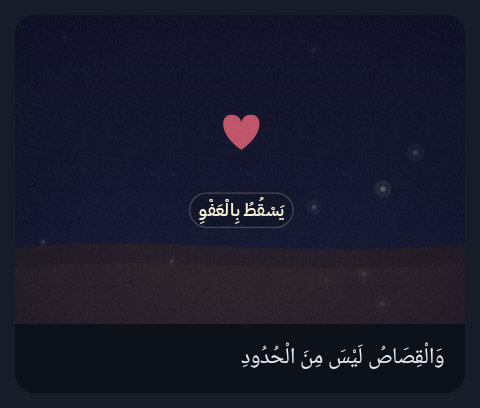 يَسْقُطُ بِالْعَفْوِ
وَالْقِصَاصُ لَيْسَ مِنَ الْحُدُودِ